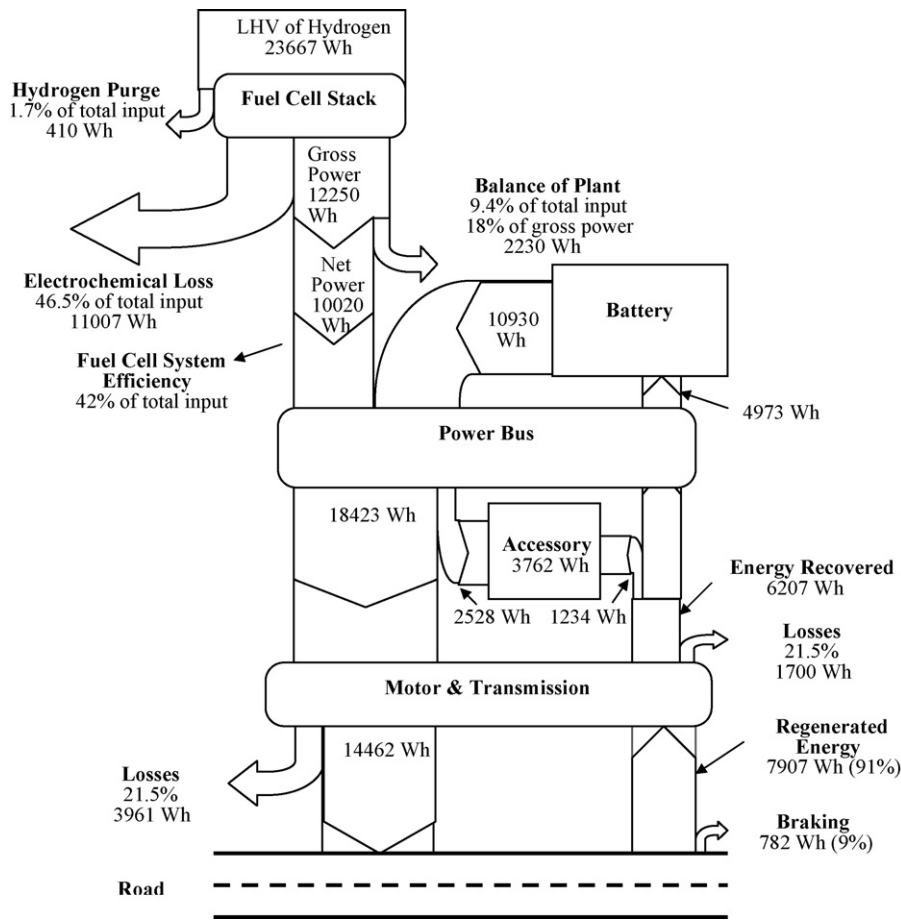 LHV of Hydrogen
23667 Wh
Hydrogen Purge
1.7% of total input
410 Wh
Fuel Cell Stack
Gross
Power
12250
Wh
Balance of Plant
9.4% of total input
18% of gross power
2230 Wh
Electrochemical Loss
46.5% of total input
11007 Wh
Net
Power
10020
Wh
10930
Wh
Battery
Fuel Cell System
Efficiency
42% of total input
4973 Wh
Power Bus
18423 Wh
Accessory
3762 Wh
2528 Wh
1234 Wh
Energy Recovered
6207 Wh
Losses
21.5%
1700 Wh
Motor & Transmission
14462 Wh
Regenerated
Energy
7907 Wh (91%)
Losses
21.5%
3961 Wh
Braking
782 Wh (9%)
Road